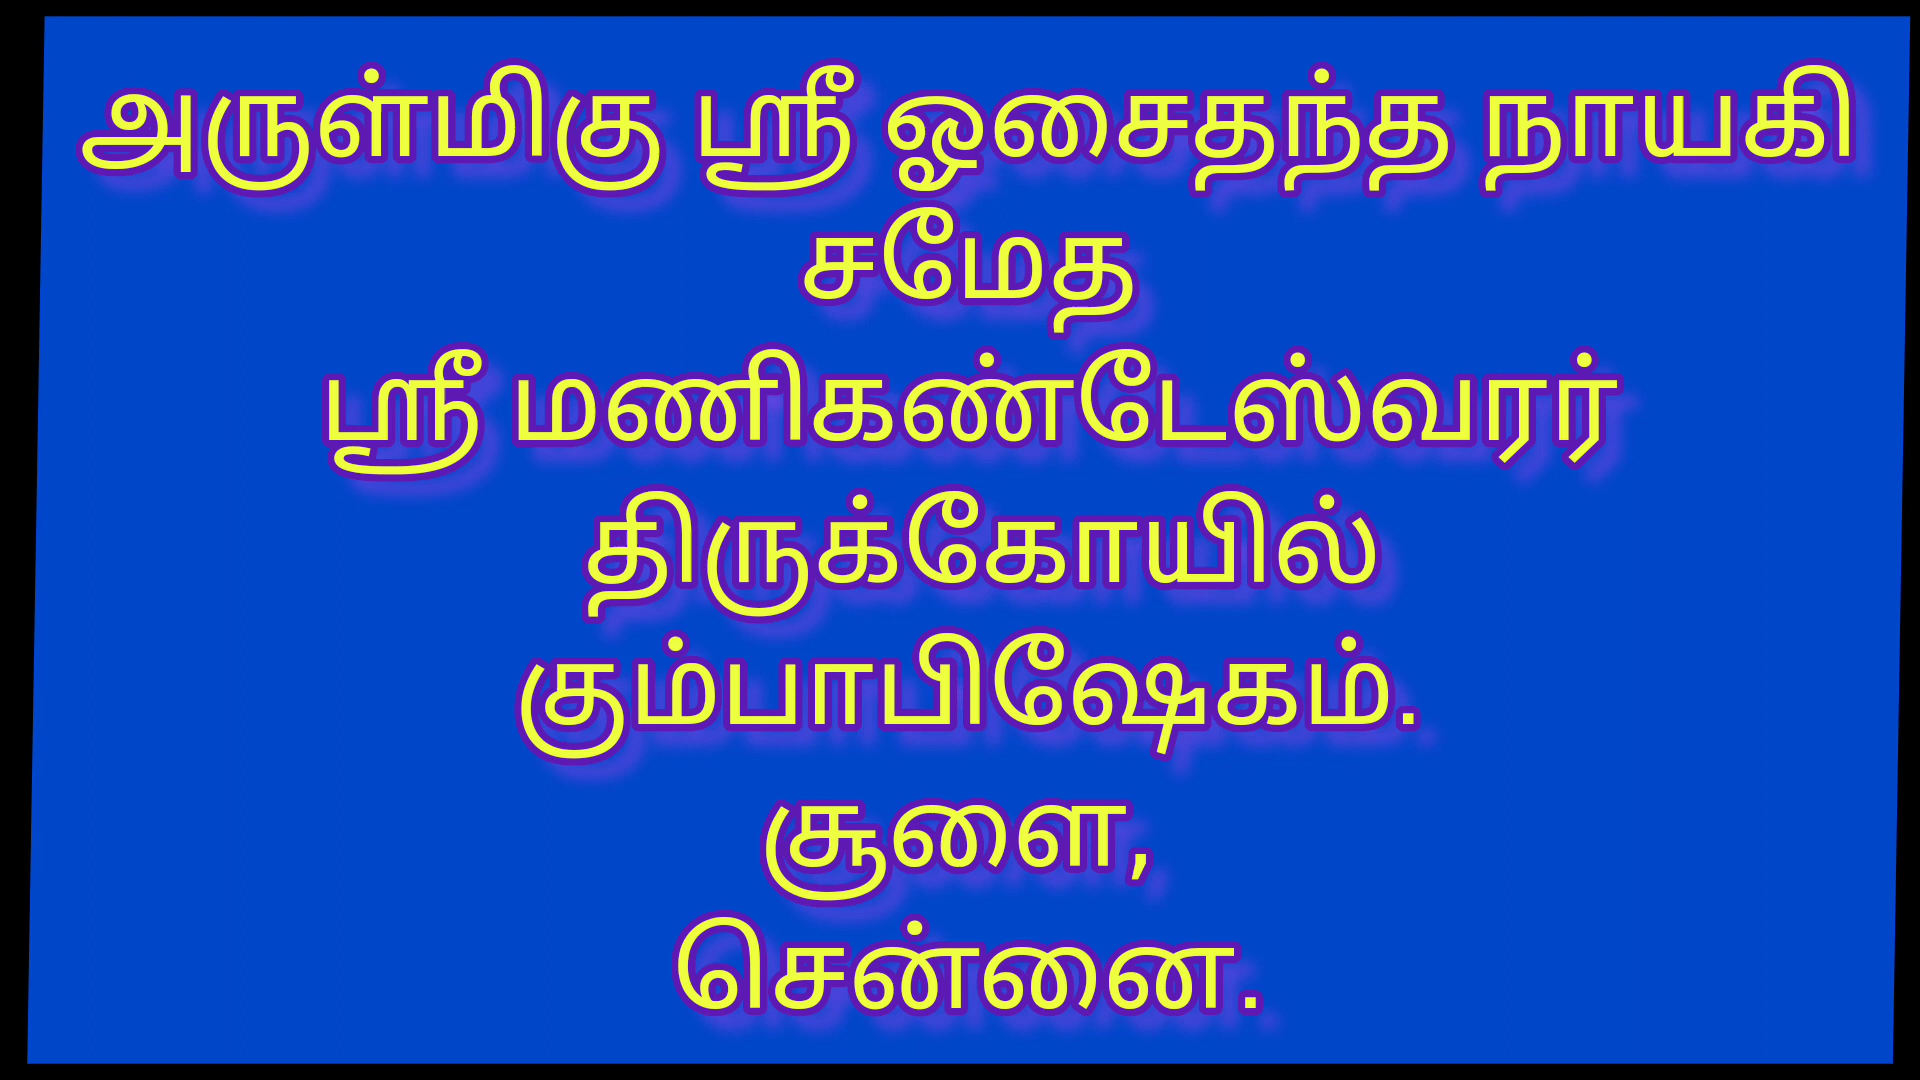 அருள்மிகு ஸ்ரீ ஓசைதந்த நாயகி
சமேத
ஸ்ரீ மணிகண்டேஸ்வரர்
திருக்கோயில்
கும்பாபிஷேகம்.
சூளை,
சென்னை.